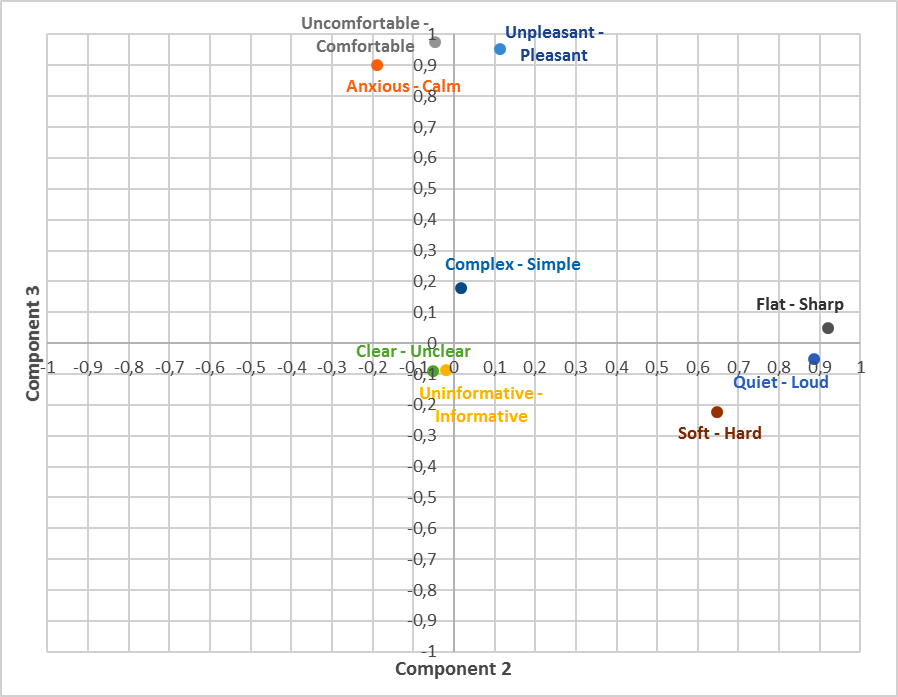 Uncomfortable -
Comfortable
Unpleasant -
Pleasant
Anxious - Calm
1
0,9
0,8
0,7
0,6
0,5
0,4
0,3
0,2
0,1
0
-0,1
-0,2
-0,3
-0,4
-0,5
-0,6
-0,7
-0,8
-0,9
-1
Complex - Simple
Flat - Sharp
Clear - Unclear
-1 -0,9 -0,8 -0,7 -0,6 -0,5 -0,4 -0,3 -0,2 -0,1 0 0,1 0,2 0,3 0,4 0,5 0,6 0,7 0,8 0,9 1
Quiet - Loud
Uninformative -
Informative
Soft - Hard
Component 3
Component 2